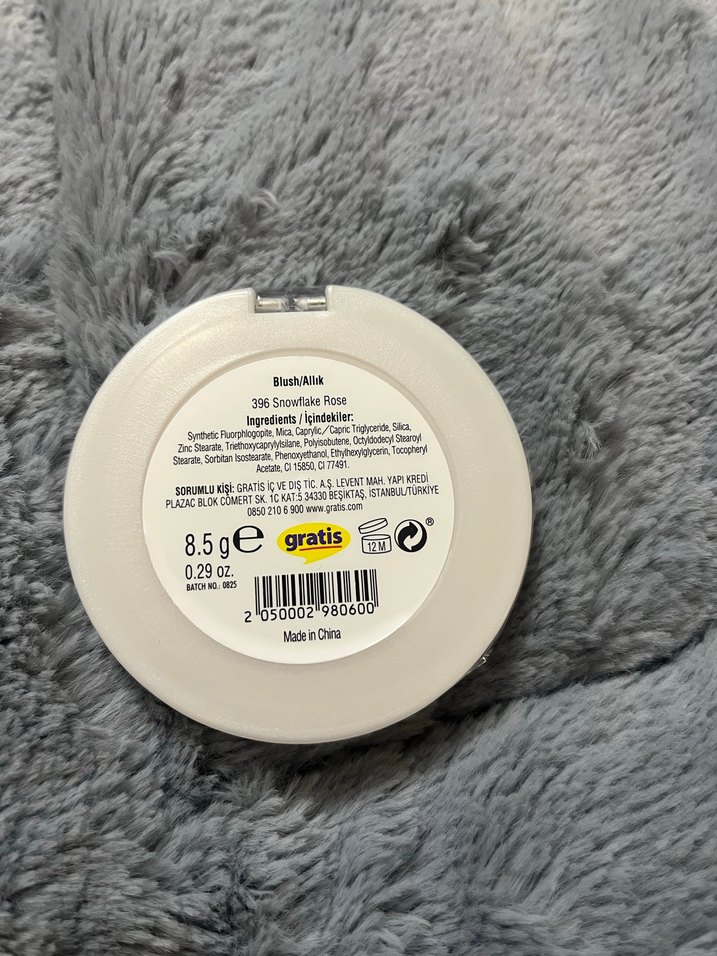 Blush/Allık
396 Snowflake Rose
Ingredients / İçindekiler:
Synthetic Fluorphlogopite, Mica, Caprylic/Capric Triglyceride, Silica,
Zinc Stearate, Triethoxycaprylylsilane, Polyisobutene, Octyldodecyl Stearoyl
Stearate, Sorbitan Isostearate, Phenoxyethanol, Ethylhexylglycerin, Tocopheryl
Acetate, CI 15850, CI 77491.
SORUMLU KİŞİ: GRATIS İÇ VE DIŞ TİC. A.Ş. LEVENT MAH. YAPI KREDİ
PLAZAC BLOK CÖMERT SK. 1C KAT:5 34330 BEŞİKTAŞ, İSTANBUL/TÜRKİYE
0850 210 6 900 www.gratis.com
8.5 g e
gratis
12 M
®
0.29 oz.
BATCH NO.: 0825
2 050002 980600
Made in China